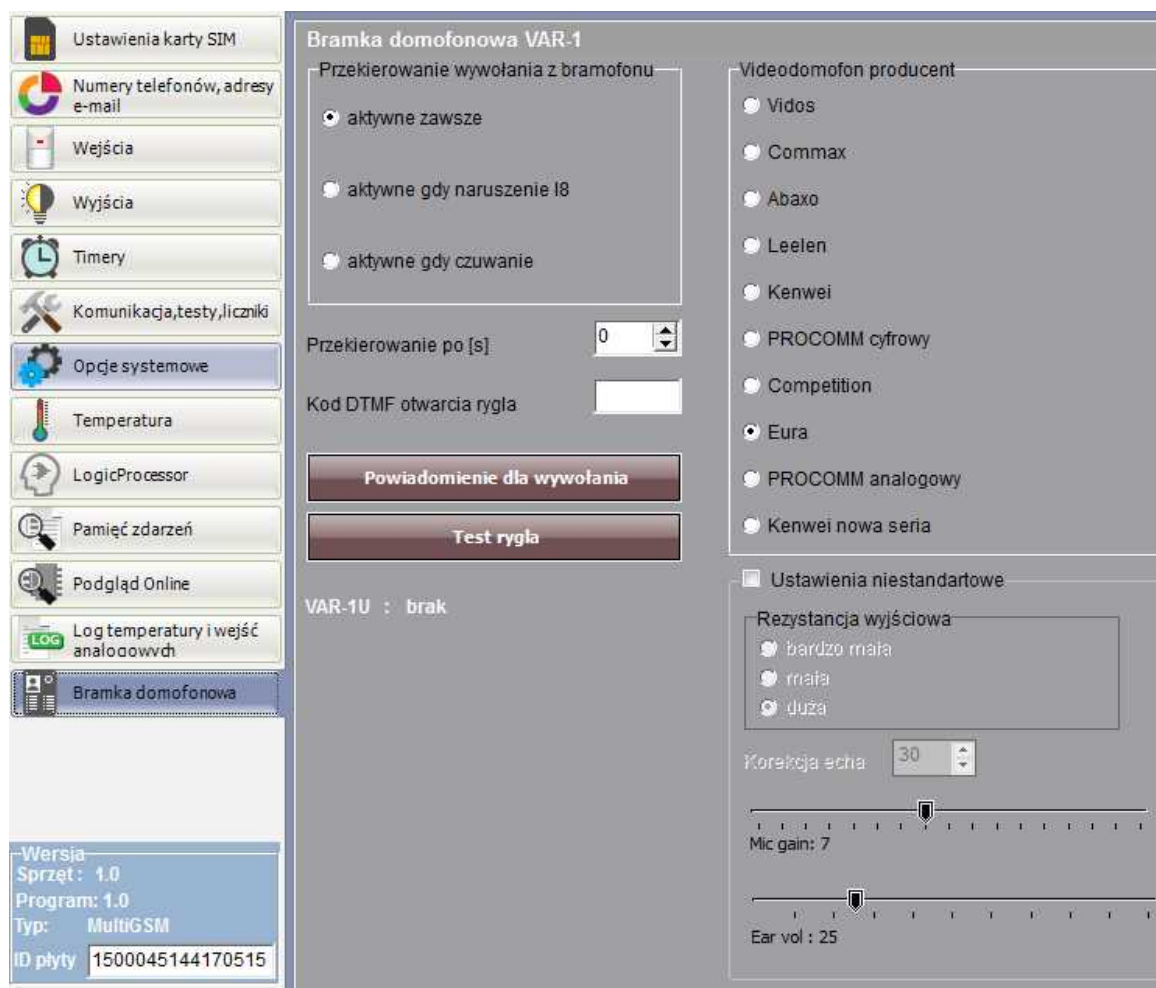 Ustawienia karty SIM
Numery telefonów, adresy
e-mail
Wejścia
Wyjścia
Timery
Komunikacja,testy,liczniki
Opcje systemowe
Temperatura
LogicProcessor
Pamięć zdarzeń
Podgląd Online
LOG
Log temperatury i wejść
analogowych
Bramka domofonowa
Wersja
Sprzęt : 1.0
Program: 1.0
Typ: MultiGSM
ID płyty 1500045144170515
Bramka domofonowa VAR-1
Przekierowanie wywołania z bramofonu
aktywne zawsze
aktywne gdy naruszenie I8
aktywne gdy czuwanie
Przekierowanie po [s] 0
Kod DTMF otwarcia rygla
Powiadomienie dla wywołania
Test rygla
VAR-1U : brak
Videodomofon producent
Vidos
Commax
Abaxo
Leelen
Kenwei
PROCOMM cyfrowy
Competition
Eura
PROCOMM analogowy
Kenwei nowa seria
Ustawienia niestandartowe
Rezystancja wyjściowa
bardzo mała
mała
duża
Korekcja echa 30
Mic gain: 7
Ear vol : 25